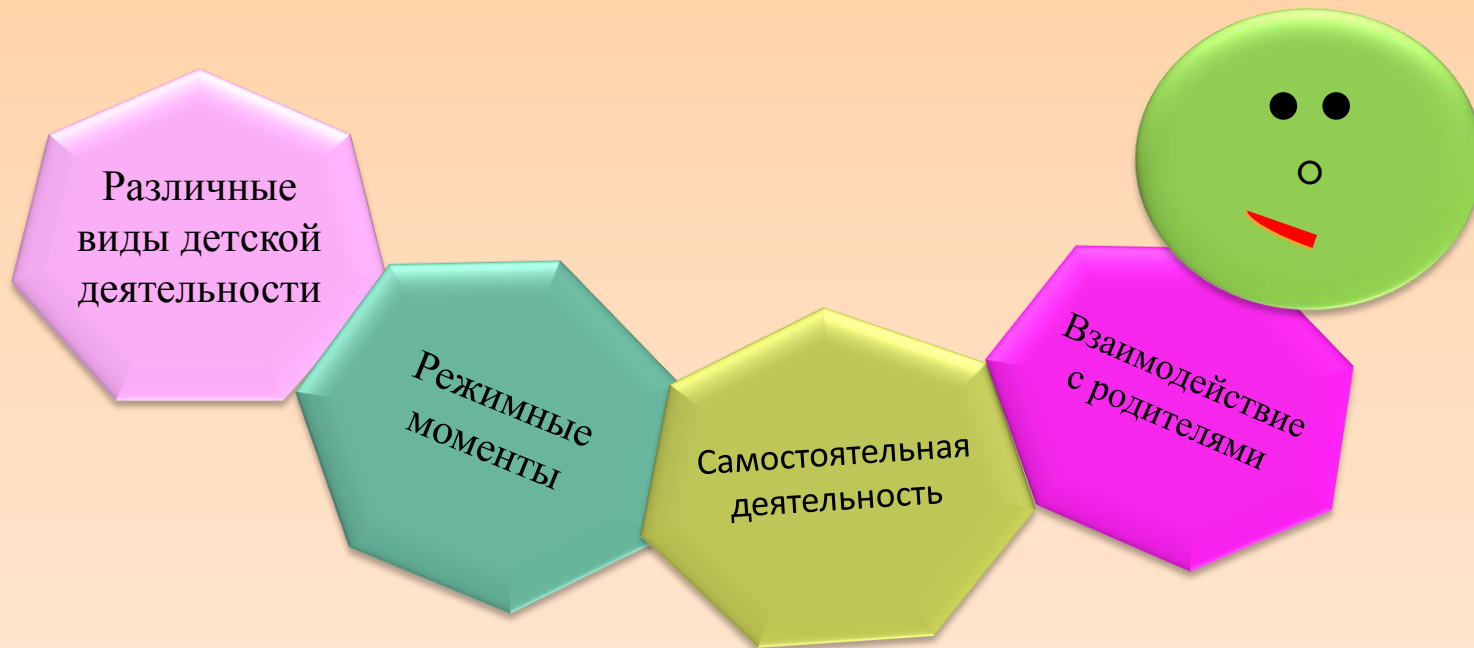 Различные
виды детской
деятельности
Режимные
моменты
Самостоятельная
деятельность
Взаимодействие
с родителями